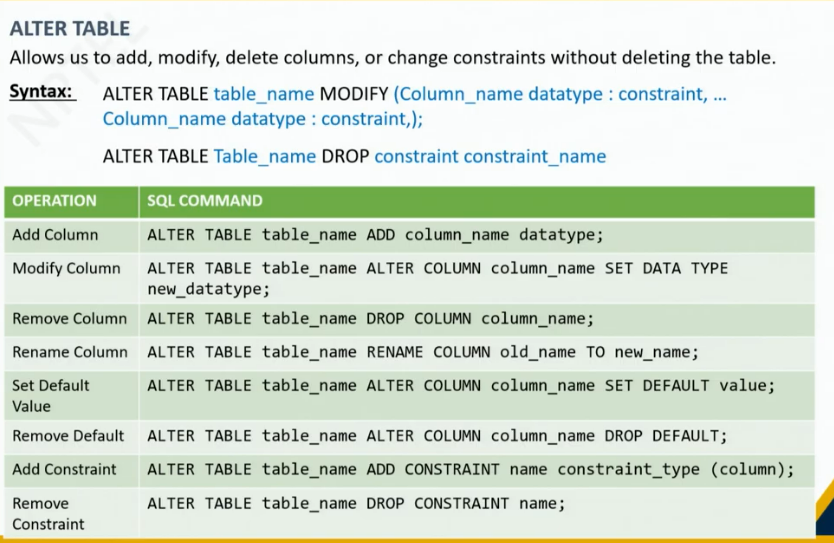 ALTER TABLE
Allows us to add, modify, delete columns, or change constraints without deleting the table.
Syntax: ALTER TABLE table_name MODIFY (Column_name datatype : constraint, ...
Column_name datatype : constraint,);
ALTER TABLE Table_name DROP constraint constraint_name
OPERATION SQL COMMAND
Add Column ALTER TABLE table_name ADD column_name datatype;
Modify Column ALTER TABLE table_name ALTER COLUMN column_name SET DATA TYPE
new_datatype;
Remove Column ALTER TABLE table_name DROP COLUMN column_name;
Rename Column ALTER TABLE table_name RENAME COLUMN old_name TO new_name;
Set Default ALTER TABLE table_name ALTER COLUMN column_name SET DEFAULT value;
Value
Remove Default ALTER TABLE table_name ALTER COLUMN column_name DROP DEFAULT;
Add Constraint ALTER TABLE table_name ADD CONSTRAINT name constraint_type (column);
Remove ALTER TABLE table_name DROP CONSTRAINT name;
Constraint